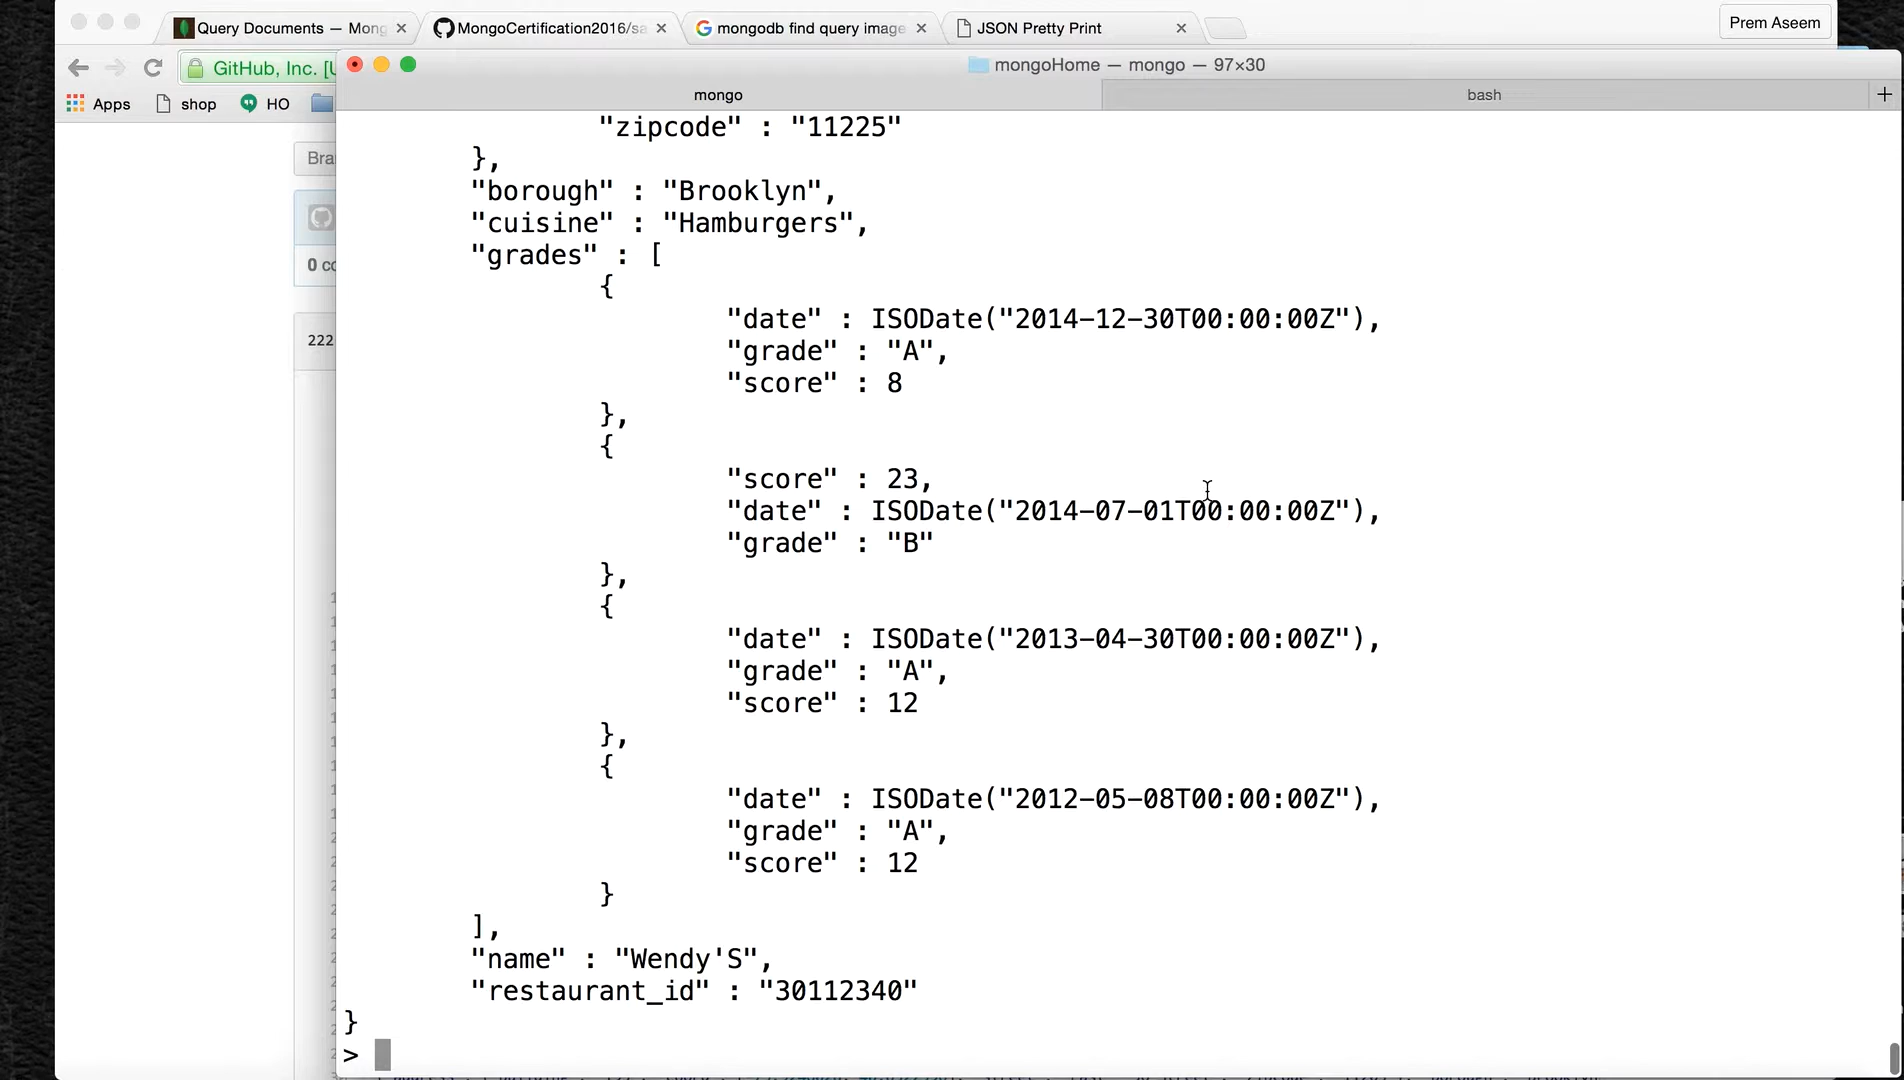 Query Documents — Mong
MongoCertification2016/sa
mongodb find query image
JSON Pretty Print
Prem Aseem
GitHub, Inc. [U
mongoHome — mongo — 97×30
Apps
shop
HO
mongo
bash
Bra
0 co
222
"zipcode" : "11225"
},
"borough" : "Brooklyn",
"cuisine" : "Hamburgers",
"grades" : [
{
"date" : ISODate("2014-12-30T00:00:00Z"),
"grade" : "A",
"score" : 8
},
{
"score" : 23,
"date" : ISODate("2014-07-01T00:00:00Z"),
"grade" : "B"
},
{
"date" : ISODate("2013-04-30T00:00:00Z"),
"grade" : "A",
"score" : 12
},
{
"date" : ISODate("2012-05-08T00:00:00Z"),
"grade" : "A",
"score" : 12
}
],
"name" : "Wendy'S",
"restaurant_id" : "30112340"
}
>